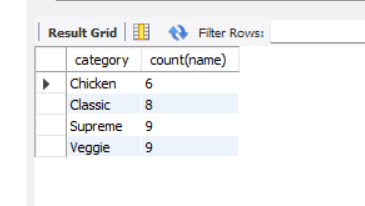 Result Grid Filter Rows:
category count(name)
Chicken 6
Classic 8
Supreme 9
Veggie 9